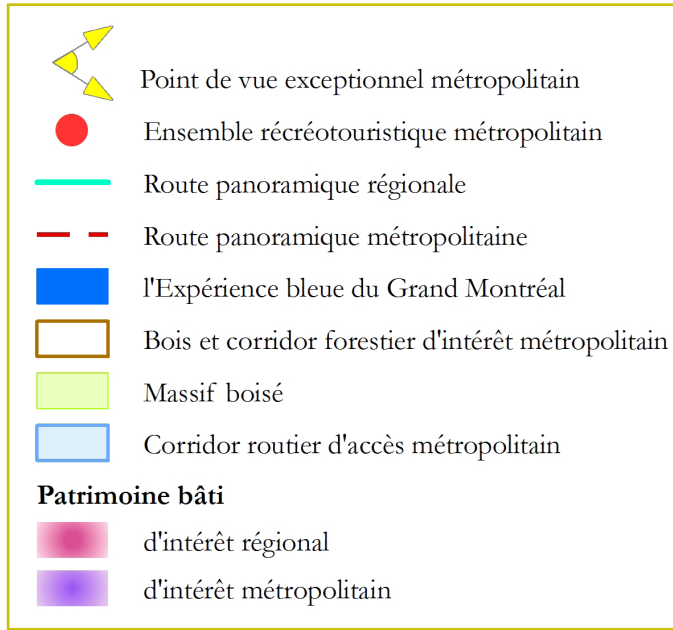 Point de vue exceptionnel métropolitain
Ensemble récréotouristique métropolitain
Route panoramique régionale
Route panoramique métropolitaine
l'Expérience bleue du Grand Montréal
Bois et corridor forestier d'intérêt métropolitain
Massif boisé
Corridor routier d'accès métropolitain
Patrimoine bâti
d'intérêt régional
d'intérêt métropolitain